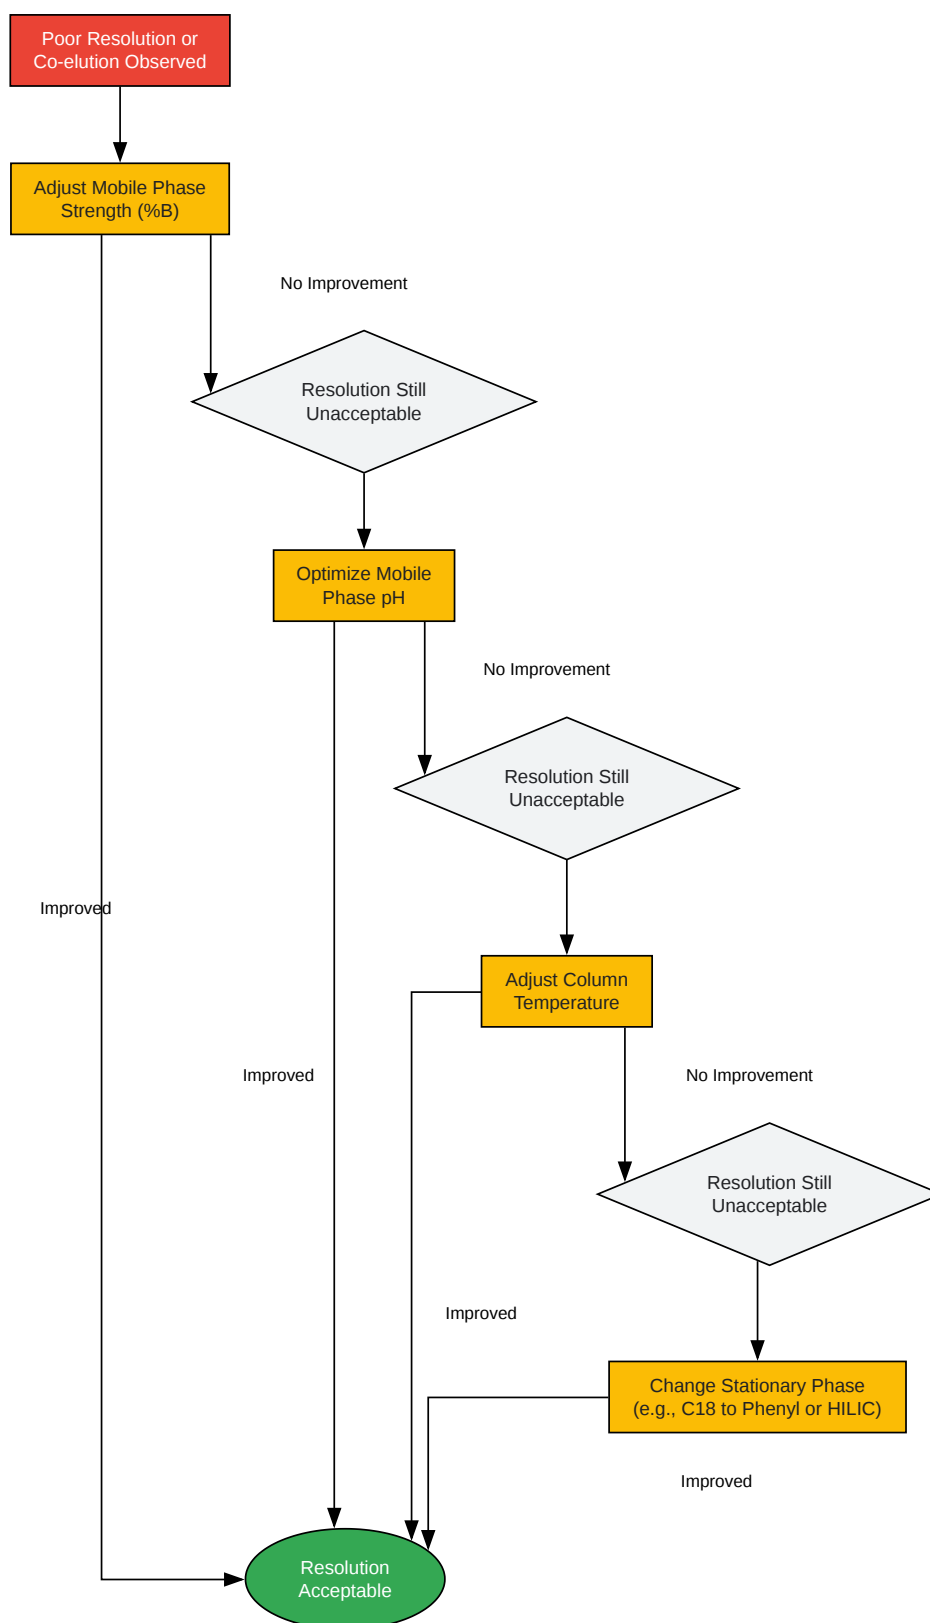 Poor Resolution or
Co-elution Observed
Adjust Mobile Phase
Strength (%B)
No Improvement
Resolution Still
Unacceptable
Optimize Mobile
Phase pH
No Improvement
Resolution Still
Unacceptable
Improved
Adjust Column
Temperature
Improved
No Improvement
Resolution Still
Unacceptable
Improved
Change Stationary Phase
(e.g., C18 to Phenyl or HILIC)
Improved
Resolution
Acceptable